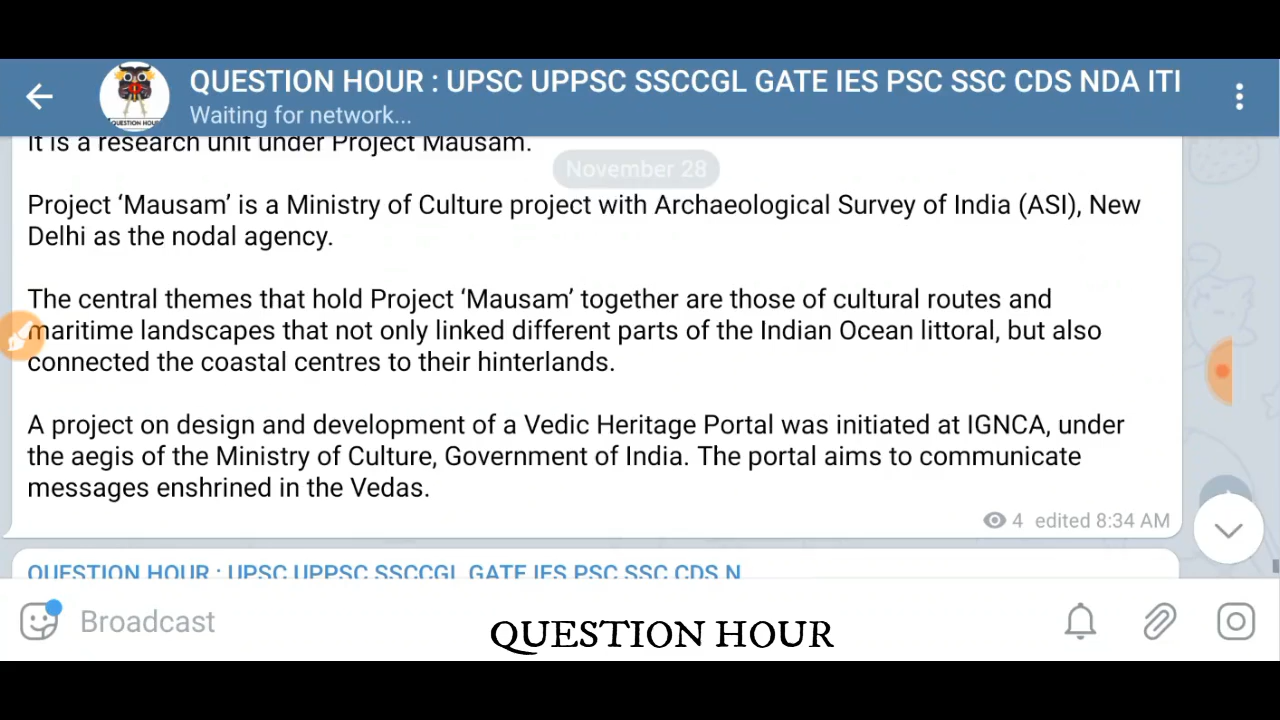 QUESTION HOUR : UPSC UPPSC SSCCGL GATE IES PSC SSC CDS NDA ITI
Waiting for network...
QUESTION HOUR
It is a research unit under Project Mausam.
November 28
Project ‘Mausam’ is a Ministry of Culture project with Archaeological Survey of India (ASI), New
Delhi as the nodal agency.
The central themes that hold Project ‘Mausam’ together are those of cultural routes and
maritime landscapes that not only linked different parts of the Indian Ocean littoral, but also
connected the coastal centres to their hinterlands.
A project on design and development of a Vedic Heritage Portal was initiated at IGNCA, under
the aegis of the Ministry of Culture, Government of India. The portal aims to communicate
messages enshrined in the Vedas.
4 edited 8:34 AM
QUESTION HOUR : UPSC UPPSC SSCCGL GATE IES PSC SSC CDS N
Broadcast
QUESTION HOUR